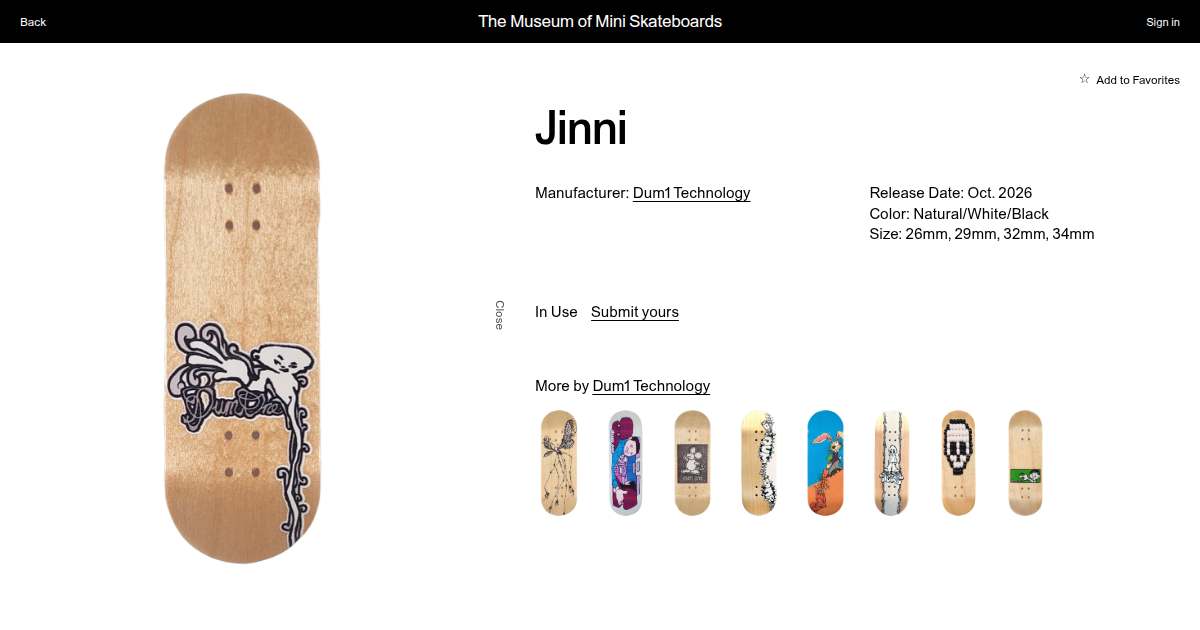 Back
The Museum of Mini Skateboards
Sign in
☆ Add to Favorites
Jinni
Manufacturer: Dum1 Technology
Release Date: Oct. 2026
Color: Natural/White/Black
Size: 26mm, 29mm, 32mm, 34mm
Close
In Use Submit yours
More by Dum1 Technology